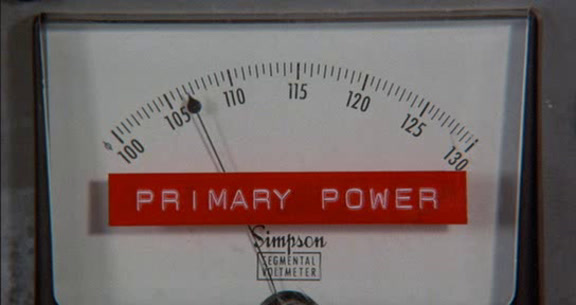 100 105 110 115 120 125 130
PRIMARY POWER
Simpson
SEGMENTAL
VOLTMETER